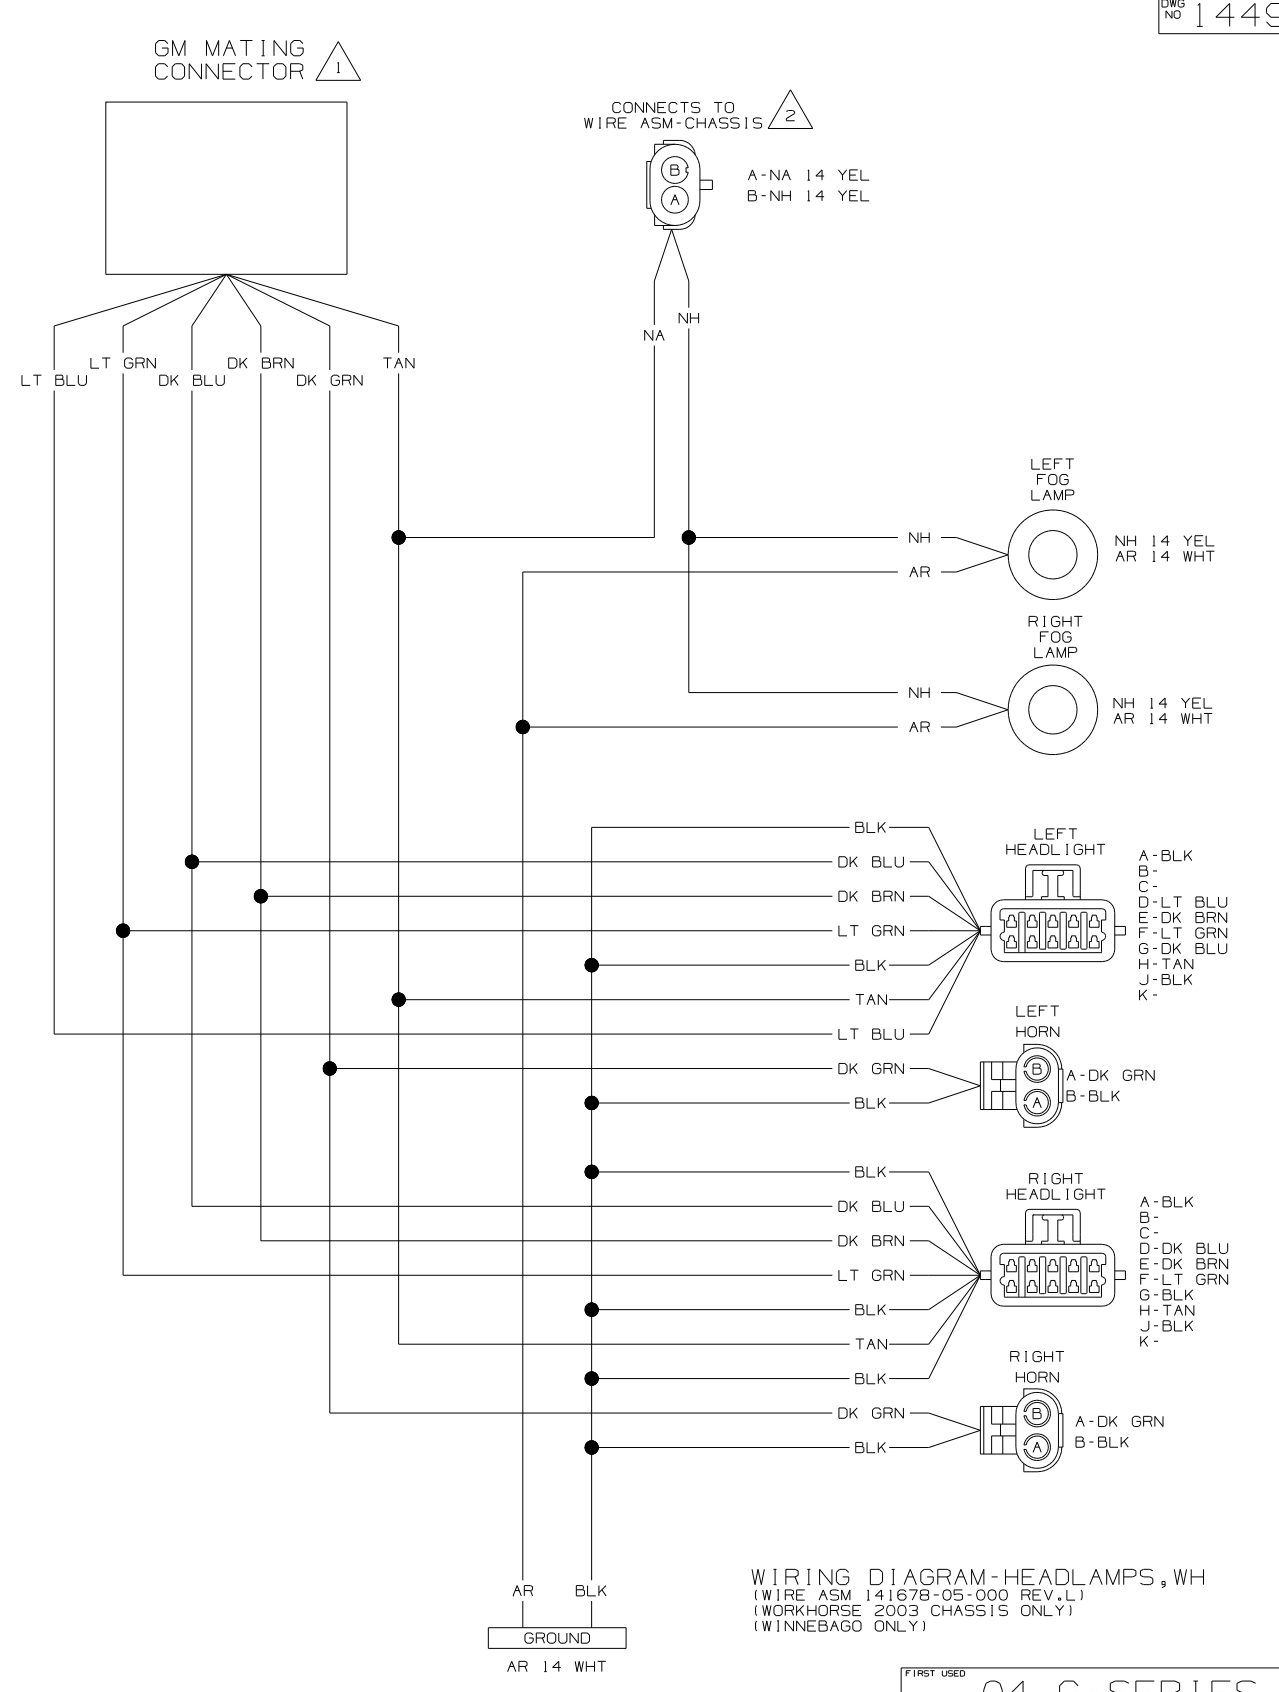 DWG
NO 1449
GM MATING
CONNECTOR 1
CONNECTS TO
WIRE ASM-CHASSIS 2
B
A
A-NA 14 YEL
B-NH 14 YEL
NH
NA
LT GRN
DK BRN
TAN
LT BLU
DK BLU
DK GRN
LEFT
FOG
LAMP
NH
AR
NH 14 YEL
AR 14 WHT
RIGHT
FOG
LAMP
NH
AR
NH 14 YEL
AR 14 WHT
BLK
DK BLU
DK BRN
LT GRN
BLK
TAN
LT BLU
LEFT
HEADLIGHT
A-BLK
B-
C-
D-LT BLU
E-DK BRN
F-LT GRN
G-DK BLU
H-TAN
J-BLK
K-
LEFT
HORN
DK GRN
BLK
B
A
A-DK GRN
B-BLK
BLK
DK BLU
DK BRN
LT GRN
BLK
TAN
BLK
RIGHT
HEADLIGHT
A-BLK
B-
C-
D-DK BLU
E-DK BRN
F-LT GRN
G-BLK
H-TAN
J-BLK
K-
RIGHT
HORN
DK GRN
BLK
B
A
A-DK GRN
B-BLK
AR
BLK
GROUND
AR 14 WHT
WIRING DIAGRAM-HEADLAMPS,WH
(WIRE ASM 141678-05-000 REV.L)
(WORKHORSE 2003 CHASSIS ONLY)
(WINNEBAGO ONLY)
FIRST USED